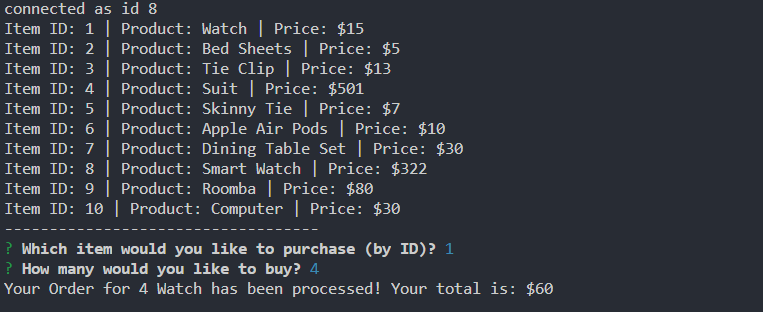 connected as id 8
Item ID: 1 | Product: Watch | Price: $15
Item ID: 2 | Product: Bed Sheets | Price: $5
Item ID: 3 | Product: Tie Clip | Price: $13
Item ID: 4 | Product: Suit | Price: $501
Item ID: 5 | Product: Skinny Tie | Price: $7
Item ID: 6 | Product: Apple Air Pods | Price: $10
Item ID: 7 | Product: Dining Table Set | Price: $30
Item ID: 8 | Product: Smart Watch | Price: $322
Item ID: 9 | Product: Roomba | Price: $80
Item ID: 10 | Product: Computer | Price: $30
-----------------------------------
? Which item would you like to purchase (by ID)? 1
? How many would you like to buy? 4
Your Order for 4 Watch has been processed! Your total is: $60